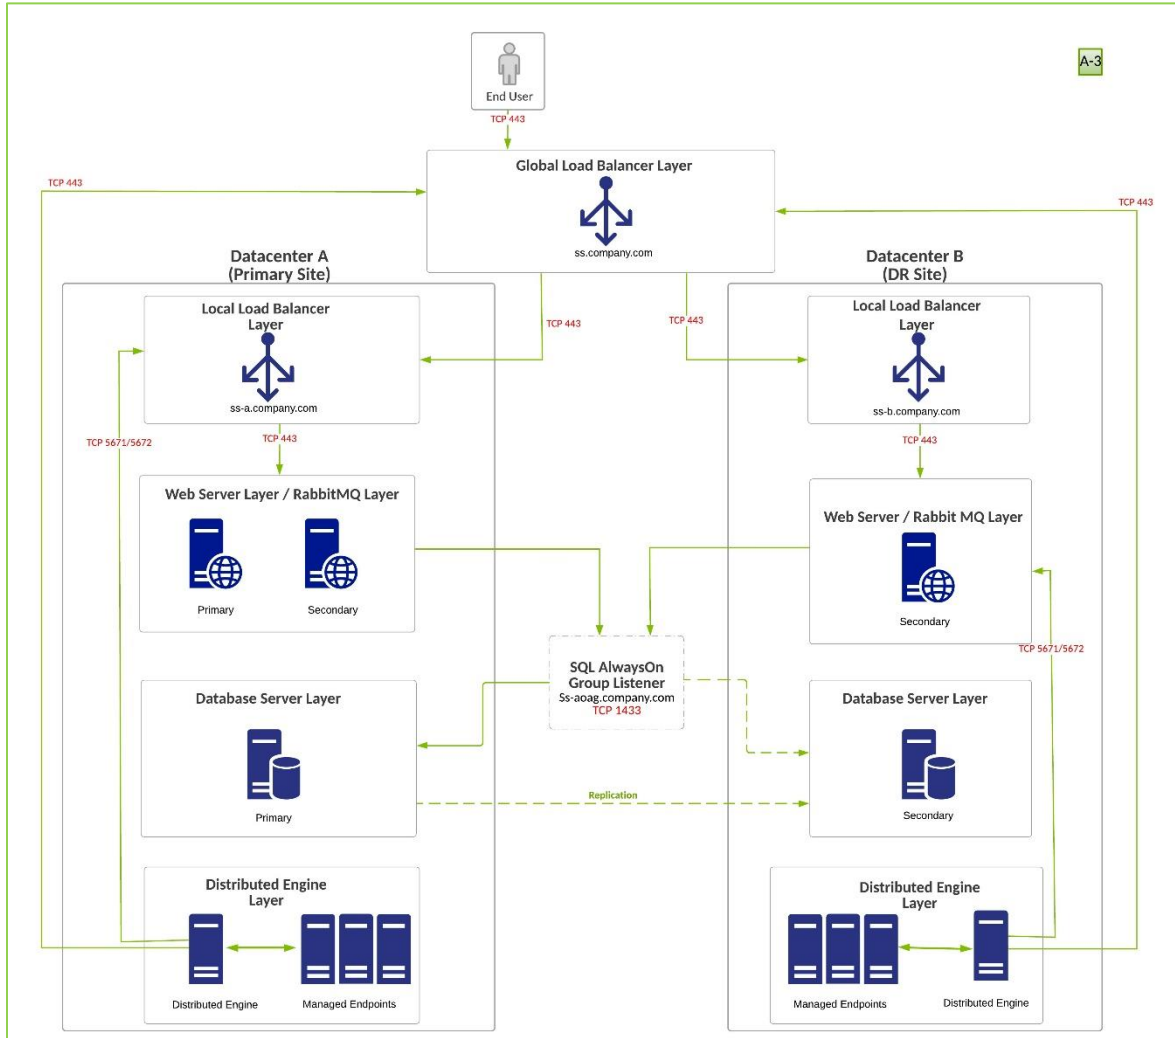 A-3
End User
TCP 443
Global Load Balancer Layer
ss.company.com
TCP 443
TCP 443
Datacenter A
(Primary Site)
Datacenter B
(DR Site)
TCP 443
TCP 443
Local Load Balancer
Layer
ss-a.company.com
Local Load Balancer
Layer
ss-b.company.com
TCP 5671/5672
TCP 443
TCP 443
Web Server Layer / RabbitMQ Layer
Primary
Secondary
Web Server / Rabbit MQ Layer
Secondary
TCP 5671/5672
SQL AlwaysOn
Group Listener
Ss-aoag.company.com
TCP 1433
Database Server Layer
Primary
Replication
Database Server Layer
Secondary
Distributed Engine
Layer
Distributed Engine
Managed Endpoints
Distributed Engine
Layer
Managed Endpoints
Distributed Engine